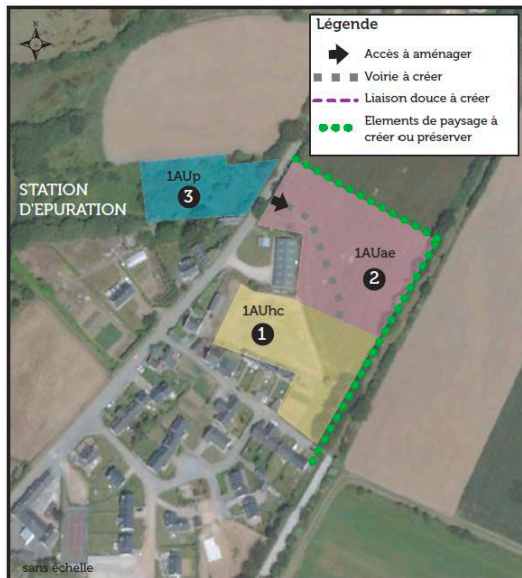 Légende
Accès à aménager
Voirie à créer
Liaison douce à créer
Elements de paysage à
créer ou préserver
1AUp
3
STATION
D'EPURATION
1AUae
2
1AUhc
1
sans échelle